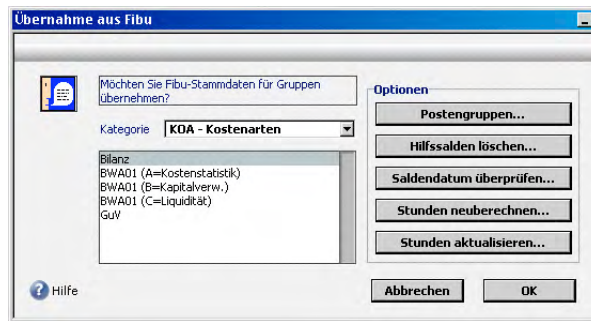 Übernahme aus Fibu
Möchten Sie Fibu-Stammdaten für Gruppen
übernehmen?
Kategorie KOA - Kostenarten
Bilanz
BWA01 (A=Kostenstatistik)
BWA01 (B=Kapitalverw.)
BWA01 (C=Liquidität)
GuV
Optionen
Postengruppen...
Hilfssalden löschen...
Saldendatum überprüfen...
Stunden neuberechnen...
Stunden aktualisieren...
Hilfe
Abbrechen
OK